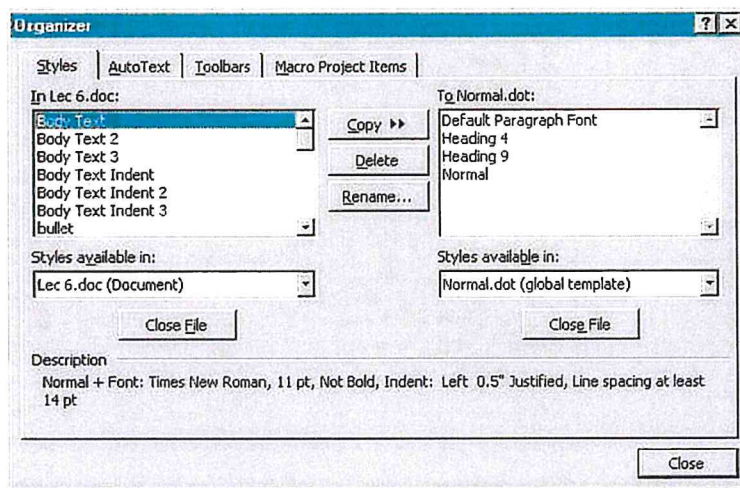 Organizer
Styles AutoText Toolbars Macro Project Items
In Lec 6.doc:
Body Text
Body Text 2
Body Text 3
Body Text Indent
Body Text Indent 2
Body Text Indent 3
bullet
Copy
Delete
Rename...
To Normal.dot:
Default Paragraph Font
Heading 4
Heading 9
Normal
Styles available in:
Lec 6.doc (Document)
Close File
Styles available in:
Normal.dot (global template)
Close File
Description
Normal + Font: Times New Roman, 11 pt, Not Bold, Indent: Left 0.5" Justified, Line spacing at least
14 pt
Close